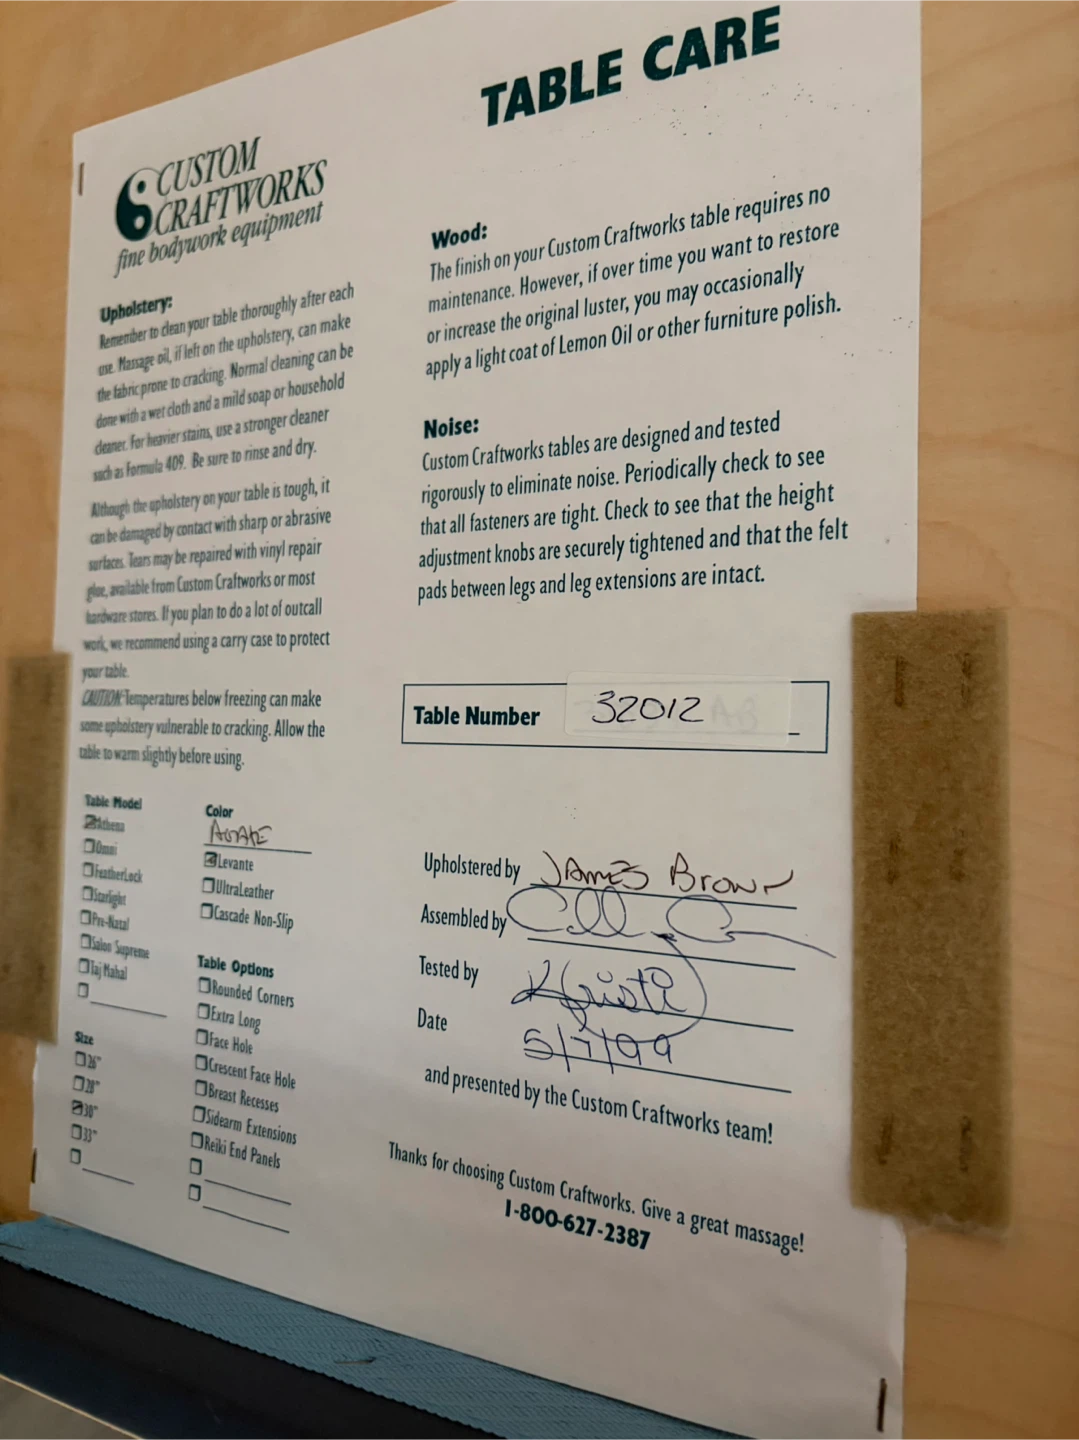 TABLE CARE
CUSTOM
CRAFTWORKS
fine bodywork equipment
Upholstery:
Remember to clean your table thoroughly after each
use. Massage oil, if left on the upholstery, can make
the fabric prone to cracking. Normal cleaning can be
done with a wet cloth and a mild soap or household
cleaner. For heavier stains, use a stronger cleaner
such as Formula 409. Be sure to rinse and dry.
Although the upholstery on your table is tough, it
can be damaged by contact with sharp or abrasive
surfaces. Tears may be repaired with vinyl repair
glue, available from Custom Craftworks or most
hardware stores. If you plan to do a lot of outcall
work, we recommend using a carry case to protect
your table.
CAUTION: Temperatures below freezing can make
some upholstery vulnerable to cracking. Allow the
table to warm slightly before using.
Table Model
Athena
Omni
FeatherLock
Starlight
Pre-Natal
Salon Supreme
Taj Mahal
Size
26"
28"
30"
33"
Color
AGATE
Levante
UltraLeather
Cascade Non-Slip
Table Options
Rounded Corners
Extra Long
Face Hole
Crescent Face Hole
Breast Recesses
Sidearm Extensions
Reiki End Panels
Wood:
The finish on your Custom Craftworks table requires no
maintenance. However, if over time you want to restore
or increase the original luster, you may occasionally
apply a light coat of Lemon Oil or other furniture polish.
Noise:
Custom Craftworks tables are designed and tested
rigorously to eliminate noise. Periodically check to see
that all fasteners are tight. Check to see that the height
adjustment knobs are securely tightened and that the felt
pads between legs and leg extensions are intact.
Table Number 32012
Upholstered by JAMES Brown
Assembled by
Tested by Kristi
Date 5/7/99
and presented by the Custom Craftworks team!
Thanks for choosing Custom Craftworks. Give a great massage!
1-800-627-2387